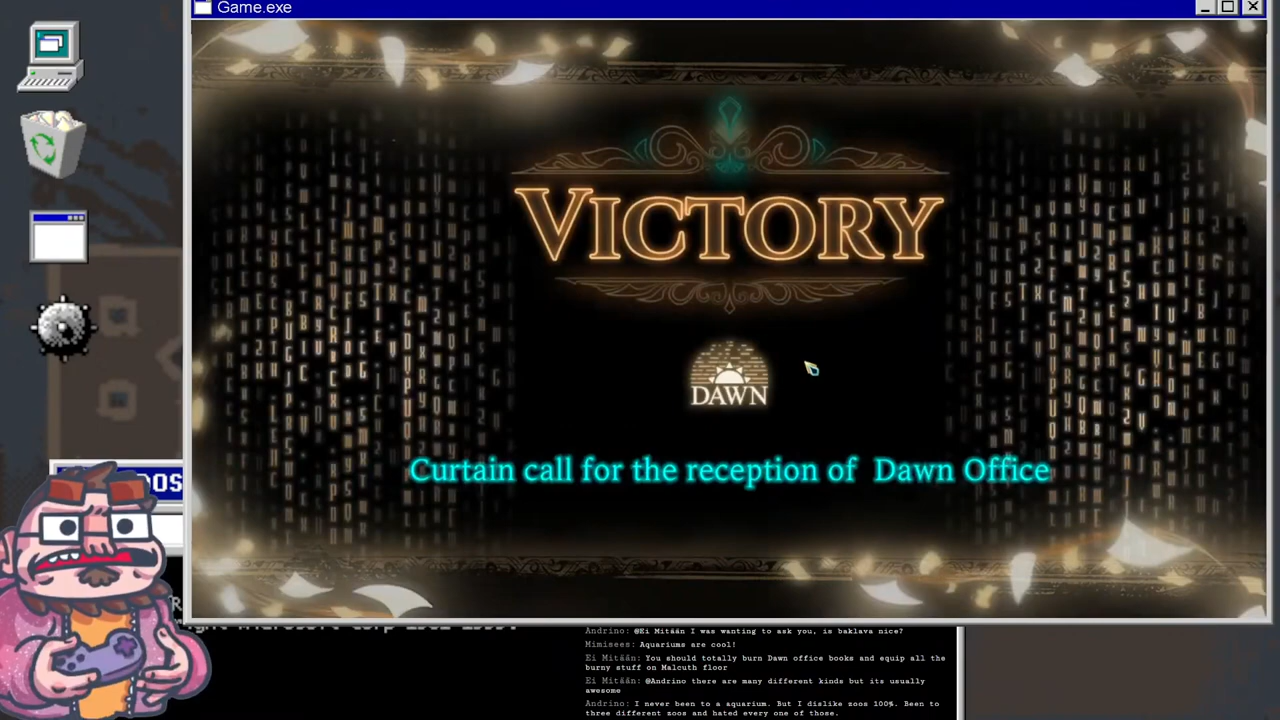 Game.exe
VICTORY
DAWN
Curtain call for the reception of Dawn Office
Andrino: @Ei Mitään I was wanting to ask you, is baklava nice?
Mimisees: Aquariums are cool!
Ei Mitään: You should totally burn Dawn office books and equip all the
burny stuff on Malcuth floor
Ei Mitään: @Andrino there are many different kinds but its usually
awesome
Andrino: I never been to a aquarium. But I dislike zoos 100%. Been to
three different zoos and hated every one of those.